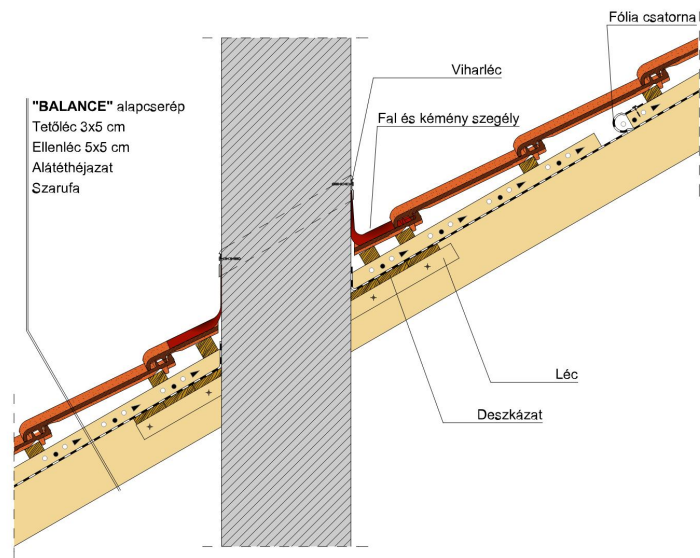 Fólia csatorna
Viharléc
"BALANCE" alapcserép
Tetőléc 3x5 cm
Ellenléc 5x5 cm
Alátéthéjazat
Szarufa
Fal és kémény szegély
Léc
Deszkázat